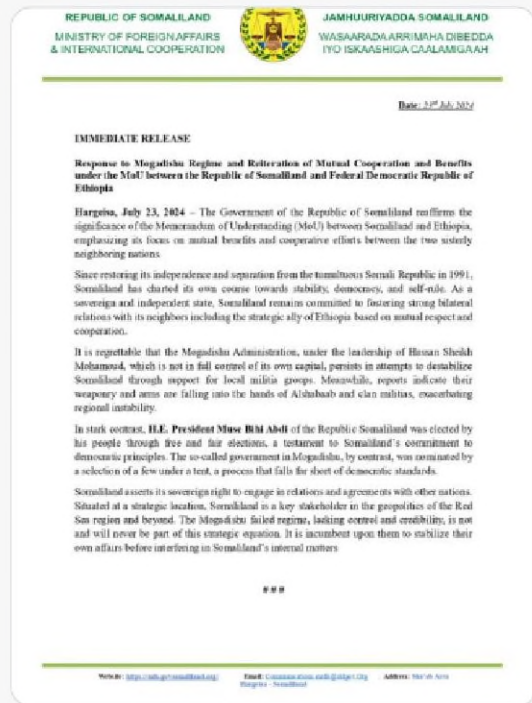 REPUBLIC OF SOMALILAND
MINISTRY OF FOREIGN AFFAIRS
& INTERNATIONAL COOPERATION
JAMHUURIYADDA SOMALILAND
WASAARADA ARRIMAHA DIBEDDA
IYO ISKAASHIGA CAALAMIGA AH
Date: 23rd July 2024
IMMEDIATE RELEASE
Response to Mogadishu Regime and Reiteration of Mutual Cooperation and Benefits
under the MoU between the Republic of Somaliland and Federal Democratic Republic of
Ethiopia
Hargeisa, July 23, 2024 – The Government of the Republic of Somaliland reaffirms the
significance of the Memorandum of Understanding (MoU) between Somaliland and Ethiopia,
emphasizing its focus on mutual benefits and cooperative efforts between the two sisterly
neighboring nations.
Since restoring its independence and separation from the tumultuous Somali Republic in 1991,
Somaliland has charted its own course towards stability, democracy, and self-rule. As a
sovereign and independent state, Somaliland remains committed to fostering strong bilateral
relations with its neighbors including the strategic ally of Ethiopia based on mutual respect and
cooperation.
It is regrettable that the Mogadishu Administration, under the leadership of Hassan Sheikh
Mohamoud, which is not in full control of its own capital, persists in attempts to destabilize
Somaliland through support for local militia groups. Meanwhile, reports indicate their
weaponry and arms are falling into the hands of Alshabaab and clan militias, exacerbating
regional instability.
In stark contrast, H.E. President Muse Bihi Abdi of the Republic Somaliland was elected by
his people through free and fair elections, a testament to Somaliland's commitment to
democratic principles. The so-called government in Mogadishu, by contrast, was nominated by
a selection of a few under a tent, a process that falls far short of democratic standards.
Somaliland asserts its sovereign right to engage in relations and agreements with other nations.
Situated at a strategic location, Somaliland is a key stakeholder in the geopolitics of the Red
Sea region and beyond. The Mogadishu failed regime, lacking control and credibility, is not
and will never be part of this strategic equation. It is incumbent upon them to stabilize their
own affairs before interfering in Somaliland's internal matters
###
Website: Email: Address:
Hargeisa - Somaliland